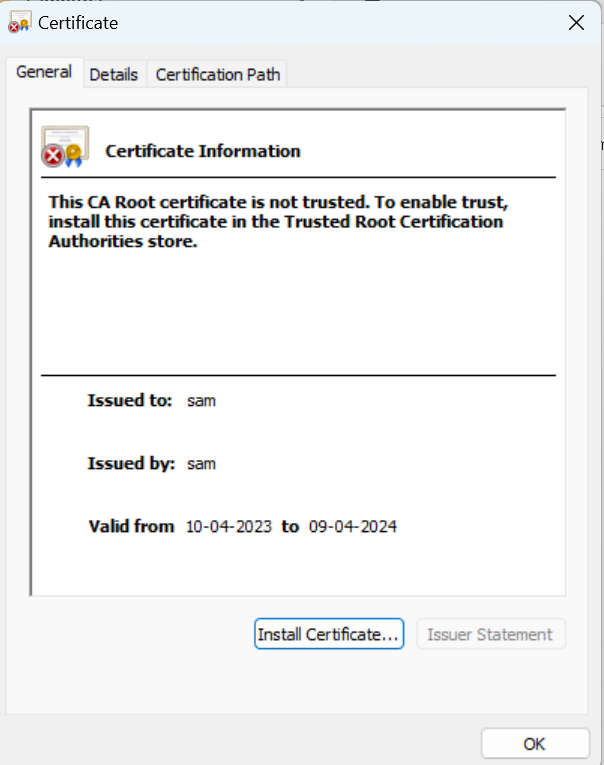 Certificate
General Details Certification Path
Certificate Information
This CA Root certificate is not trusted. To enable trust,
install this certificate in the Trusted Root Certification
Authorities store.
Issued to: sam
Issued by: sam
Valid from 10-04-2023 to 09-04-2024
Install Certificate... Issuer Statement
OK